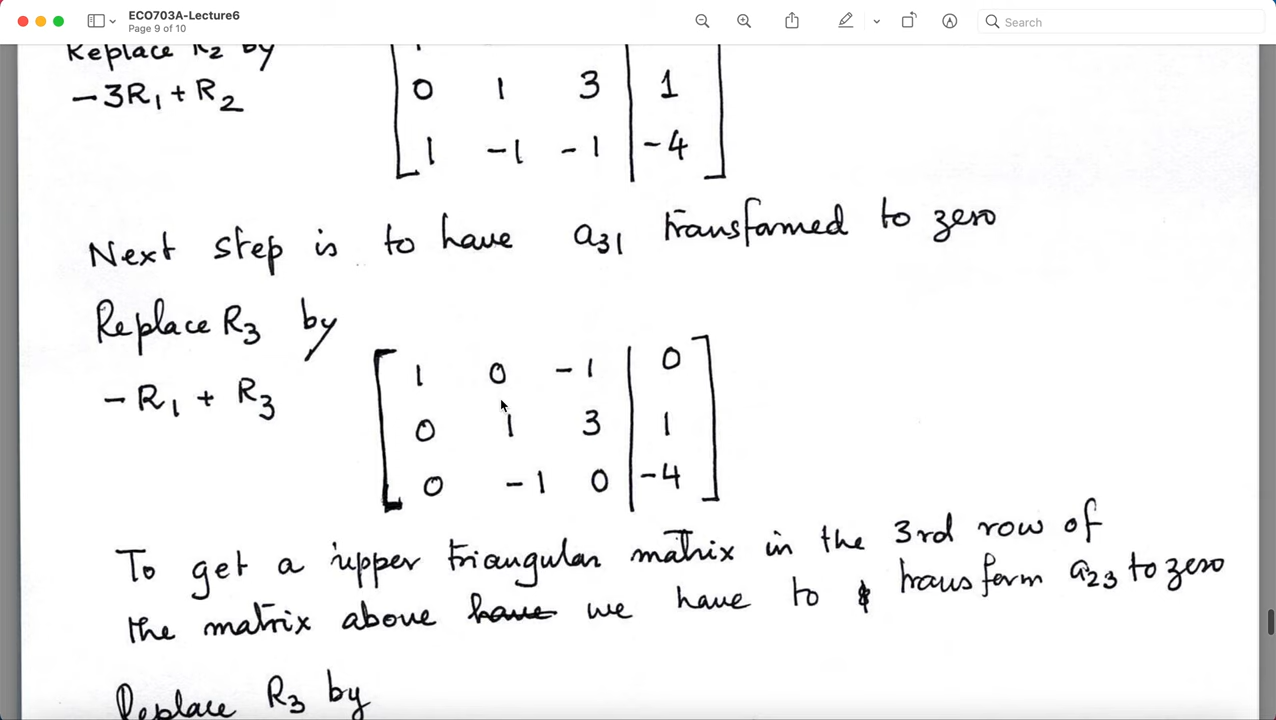 ECO703A-Lecture6
Page 9 of 10
Search
Replace R2 by
-3R1 + R2
0 1 3 | 1
1 -1 -1 | -4
Next step is to have a31 transfamed to zero
Replace R3 by
-R1 + R3
1 0 -1 | 0
0 1 3 | 1
0 -1 0 | -4
To get a upper triangular matrix in the 3rd row of
the matrix above have we have to transform a23 to zero
Replace R3 by